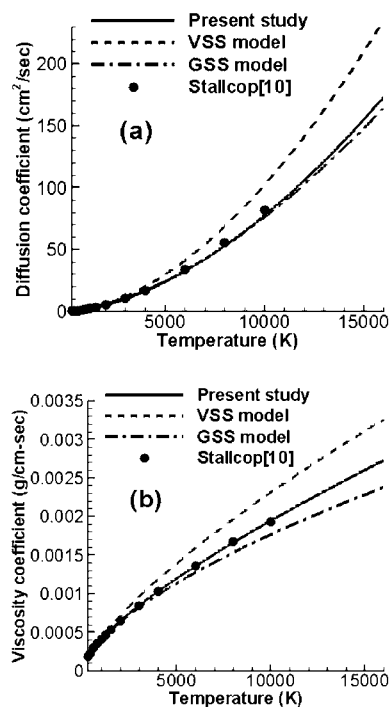 Present study
VSS model
GSS model
Stallcop[10]
(a)
Diffusion coefficient (cm²/sec)
200
150
100
50
0
5000 10000 15000
Temperature (K)
Present study
VSS model
GSS model
Stallcop[10]
(b)
Viscosity coefficient (g/cm-sec)
0.0035
0.003
0.0025
0.002
0.0015
0.001
0.0005
0
5000 10000 15000
Temperature (K)